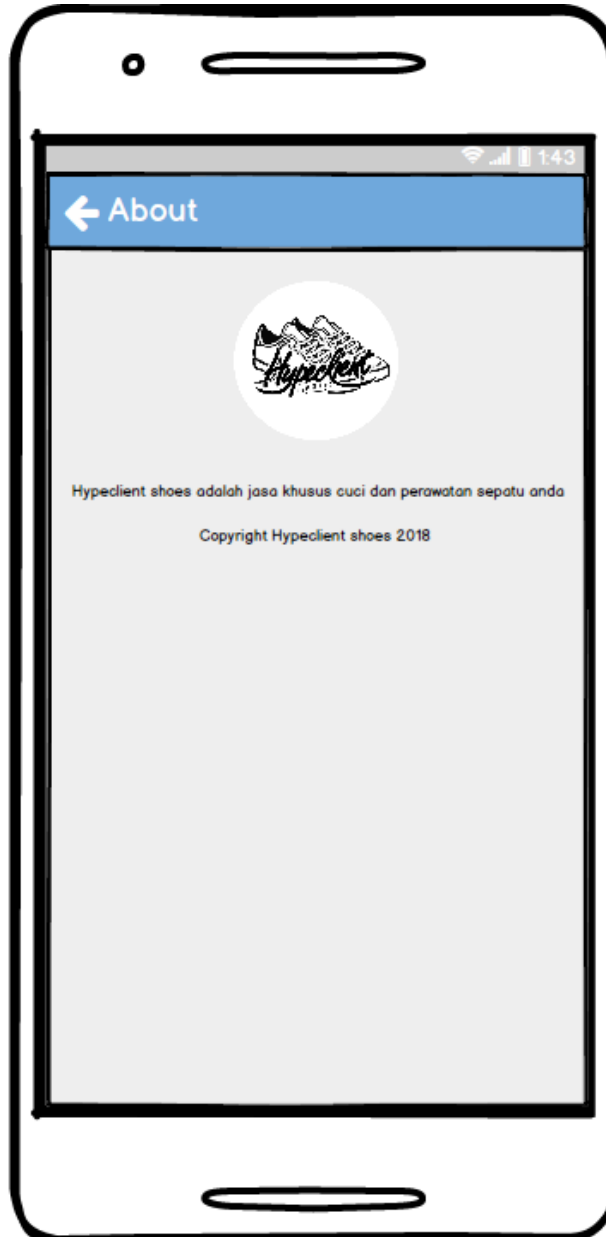 1:43
About
Hypeclient
Hypeclient shoes adalah jasa khusus cuci dan perawatan sepatu anda
Copyright Hypeclient shoes 2018